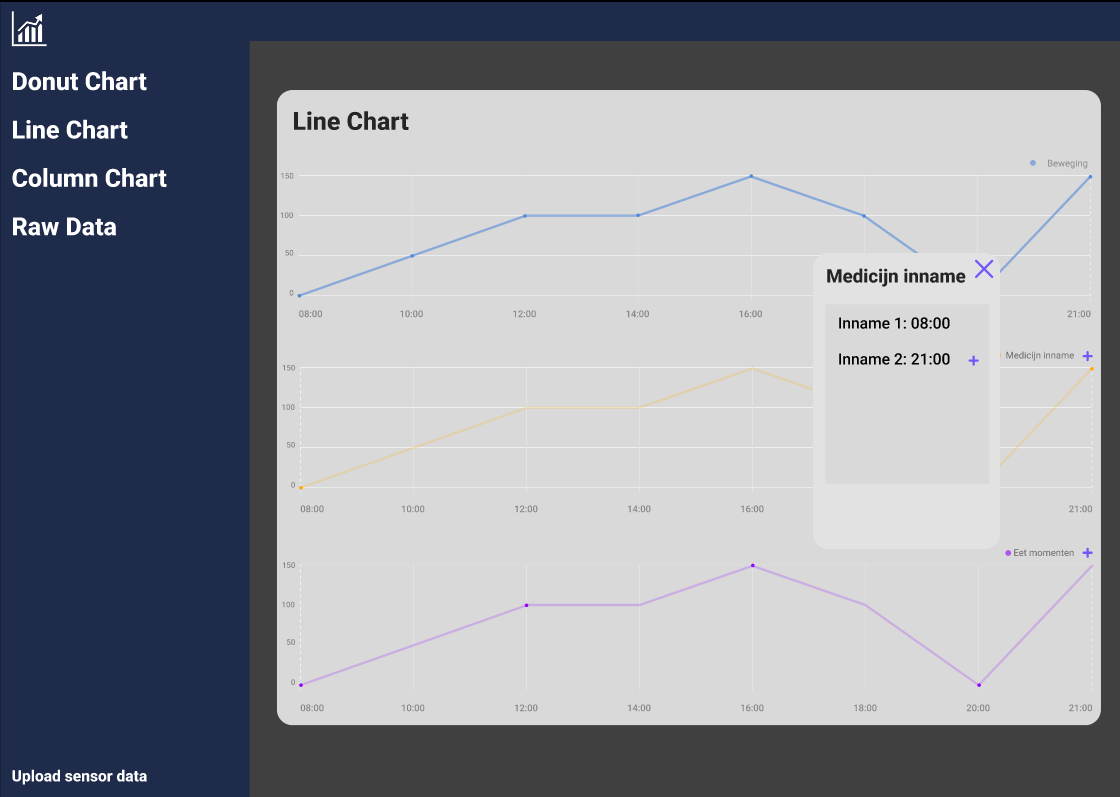 Donut Chart
Line Chart
Column Chart
Raw Data
Upload sensor data
Line Chart
Beweging
150
100
50
0
08:00 10:00 12:00 14:00 16:00 21:00
Medicijn inname
Inname 1: 08:00
Inname 2: 21:00 +
Medicijn inname +
150
100
50
0
08:00 10:00 12:00 14:00 16:00 21:00
Eet momenten +
150
100
50
0
08:00 10:00 12:00 14:00 16:00 18:00 20:00 21:00